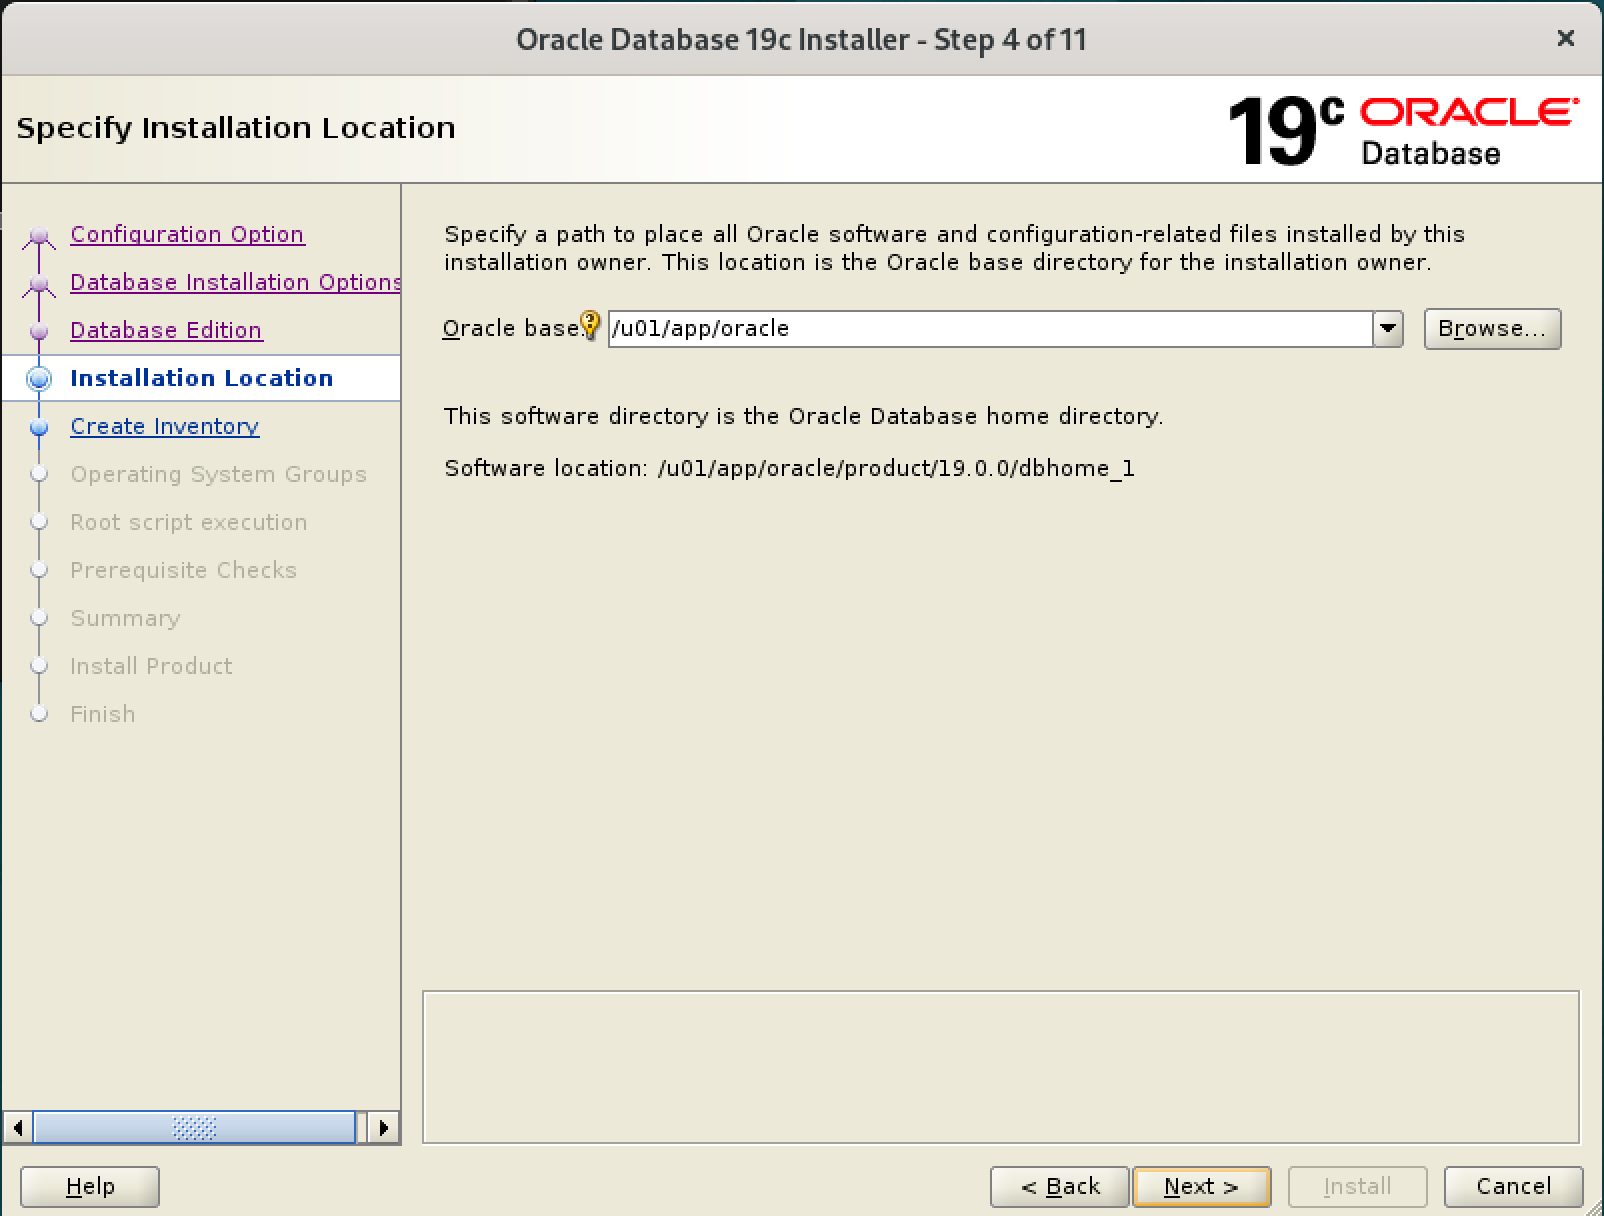 Oracle Database 19c Installer - Step 4 of 11
Specify Installation Location
19c ORACLE
Database
Configuration Option
Database Installation Options
Database Edition
Installation Location
Create Inventory
Operating System Groups
Root script execution
Prerequisite Checks
Summary
Install Product
Finish
Specify a path to place all Oracle software and configuration-related files installed by this
installation owner. This location is the Oracle base directory for the installation owner.
Oracle base: /u01/app/oracle Browse...
This software directory is the Oracle Database home directory.
Software location: /u01/app/oracle/product/19.0.0/dbhome_1
Help < Back Next > Install Cancel